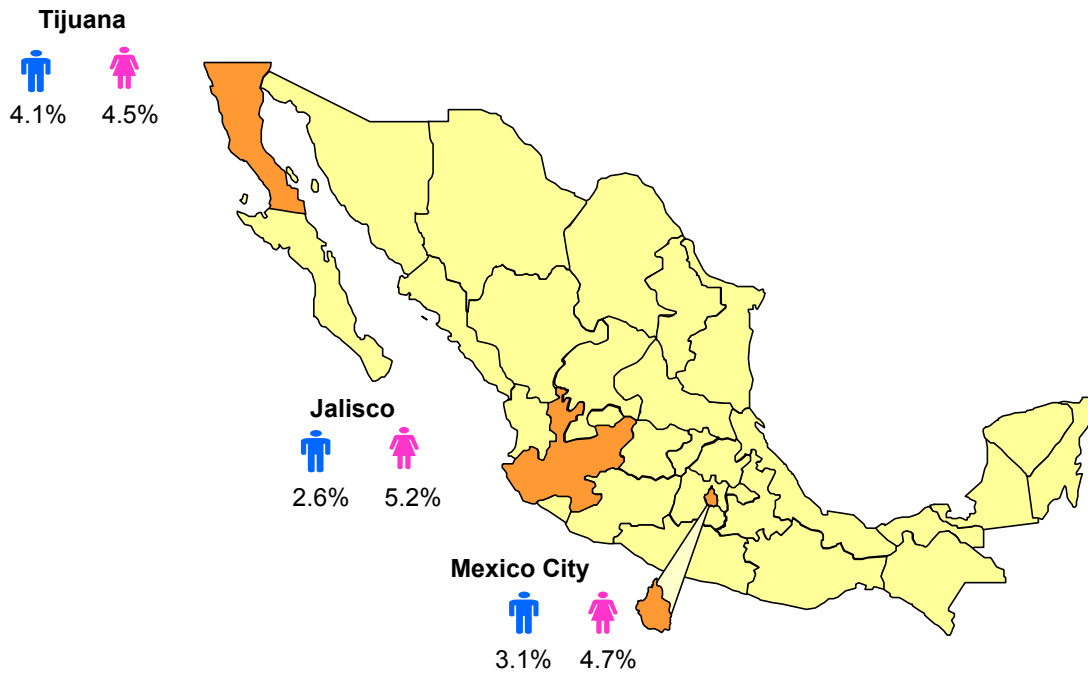 Tijuana
4.1% 4.5%
Jalisco
2.6% 5.2%
Mexico City
3.1% 4.7%